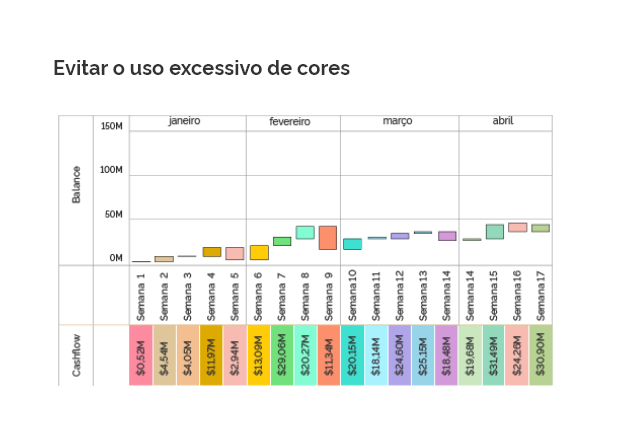 Evitar o uso excessivo de cores
janeiro fevereiro março abril
150M
100M
50M
0M
Balance
Semana 1 Semana 2 Semana 3 Semana 4 Semana 5 Semana 6 Semana 7 Semana 8 Semana 9 Semana10 Semana11 Semana12 Semana13 Semana14 Semana14 Semana15 Semana16 Semana17
Cashflow
$0,52M $4,54M $4,05M $11,97M $2,94M $13,09M $29,06M $20,27M $11,34M $20,15M $18,14M $24,60M $25,15M $18,48M $19,68M $31,49M $24,26M $30,90M